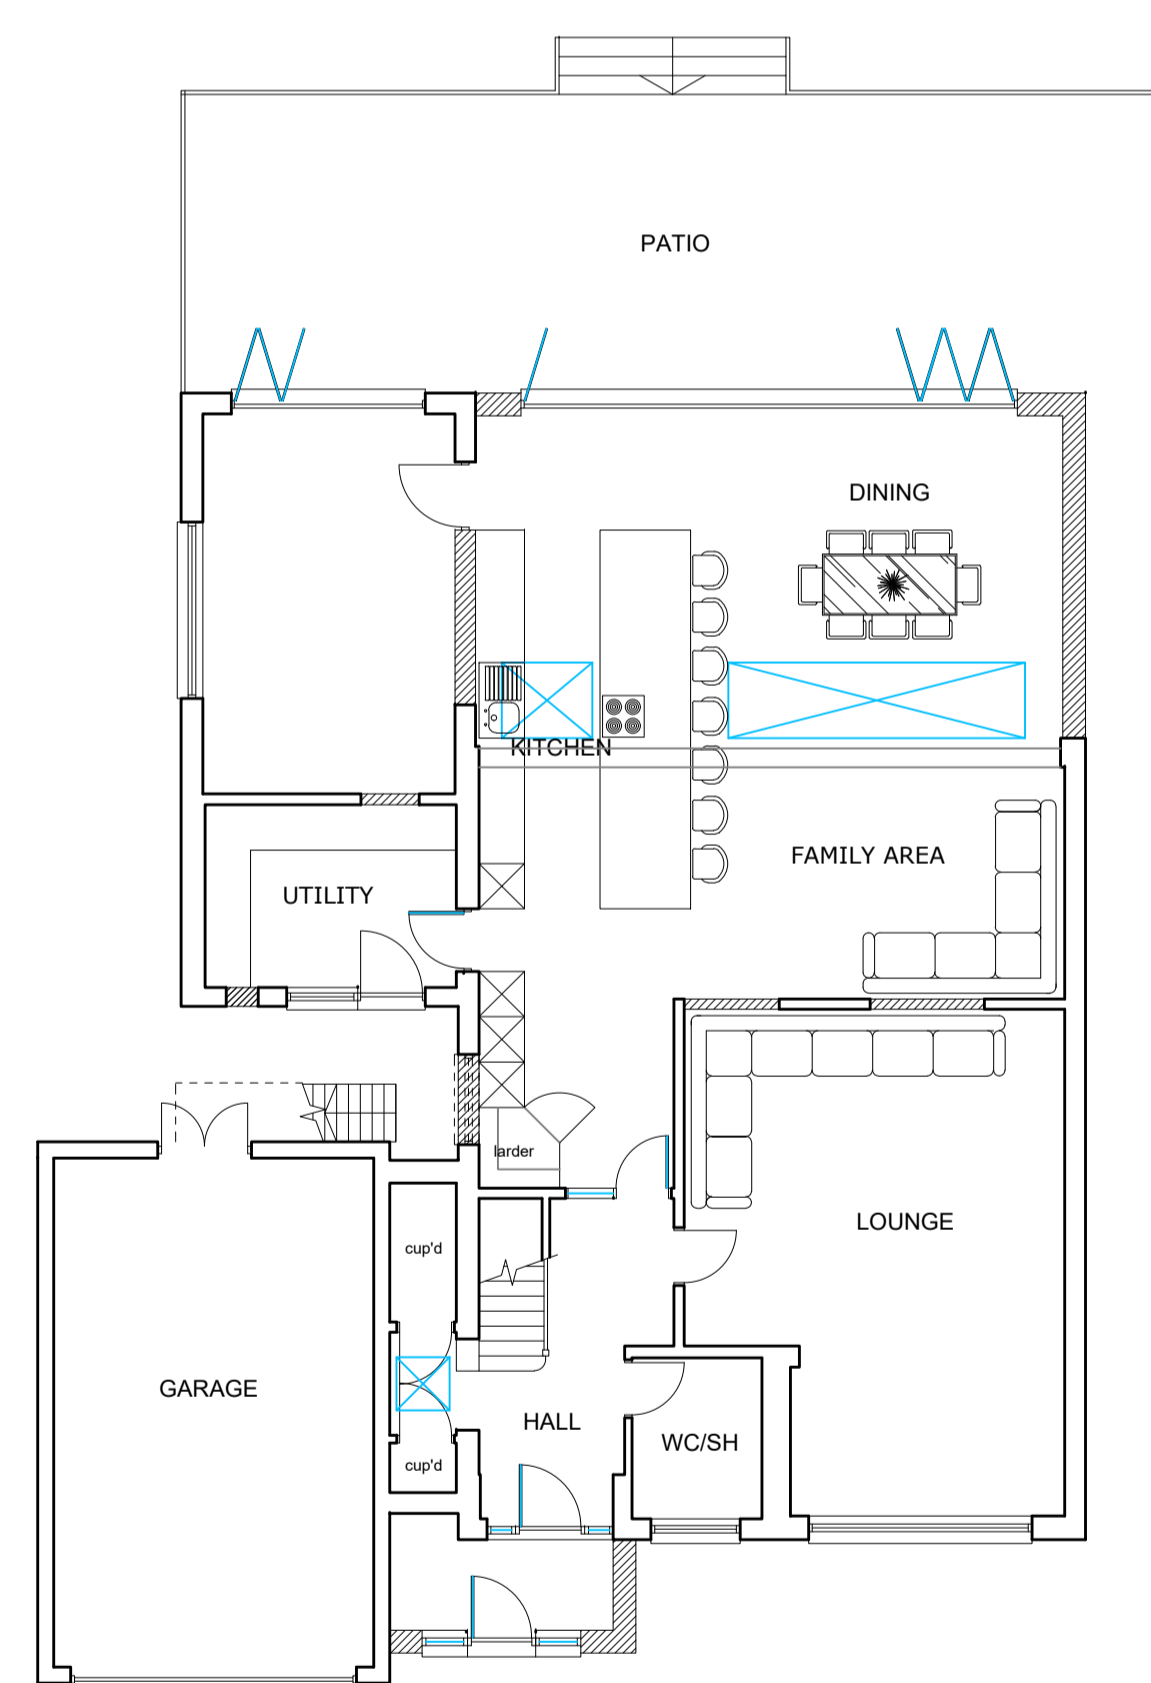 PATIO
DINING
KITCHEN
FAMILY AREA
UTILITY
larder
LOUNGE
cup'd
GARAGE
HALL
WC/SH
cup'd